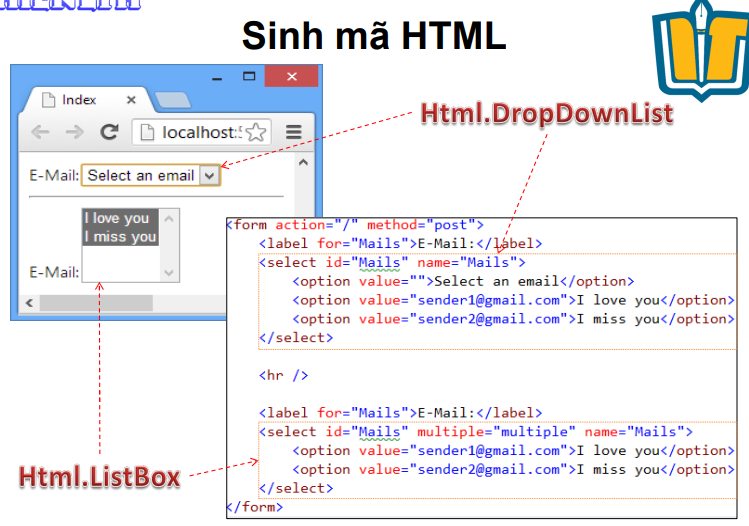 Sinh mã HTML
Index ×
localhost:
E-Mail: Select an email
I love you
I miss you
E-Mail:
Html.DropDownList
<form action="/" method="post">
<label for="Mails">E-Mail:</label>
<select id="Mails" name="Mails">
<option value="">Select an email</option>
<option value="sender1@gmail.com">I love you</option>
<option value="sender2@gmail.com">I miss you</option>
</select>
<hr />
<label for="Mails">E-Mail:</label>
<select id="Mails" multiple="multiple" name="Mails">
<option value="sender1@gmail.com">I love you</option>
<option value="sender2@gmail.com">I miss you</option>
</select>
</form>
Html.ListBox